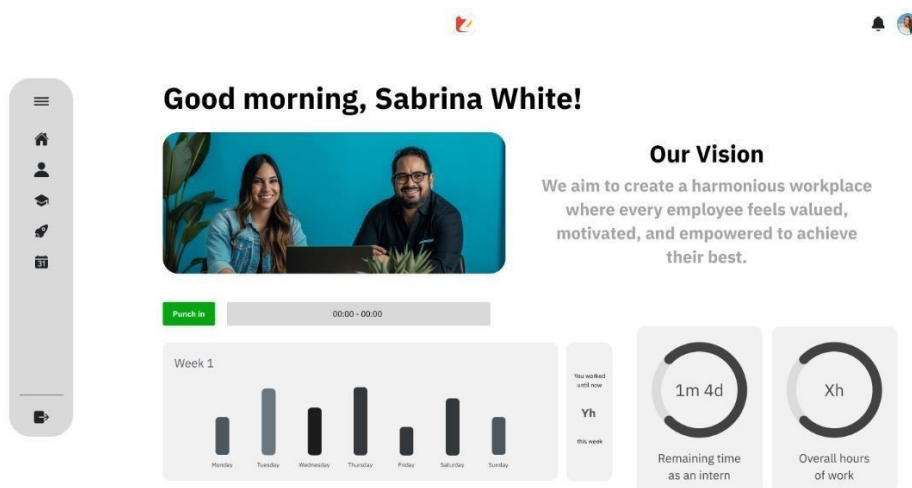 Good morning, Sabrina White!
Our Vision
We aim to create a harmonious workplace
where every employee feels valued,
motivated, and empowered to achieve
their best.
Punch in
00:00 - 00:00
Week 1
Monday
Tuesday
Wednesday
Thursday
Friday
Saturday
Sunday
You worked
until now
Yh
this week
1m 4d
Remaining time
as an intern
Xh
Overall hours
of work
31